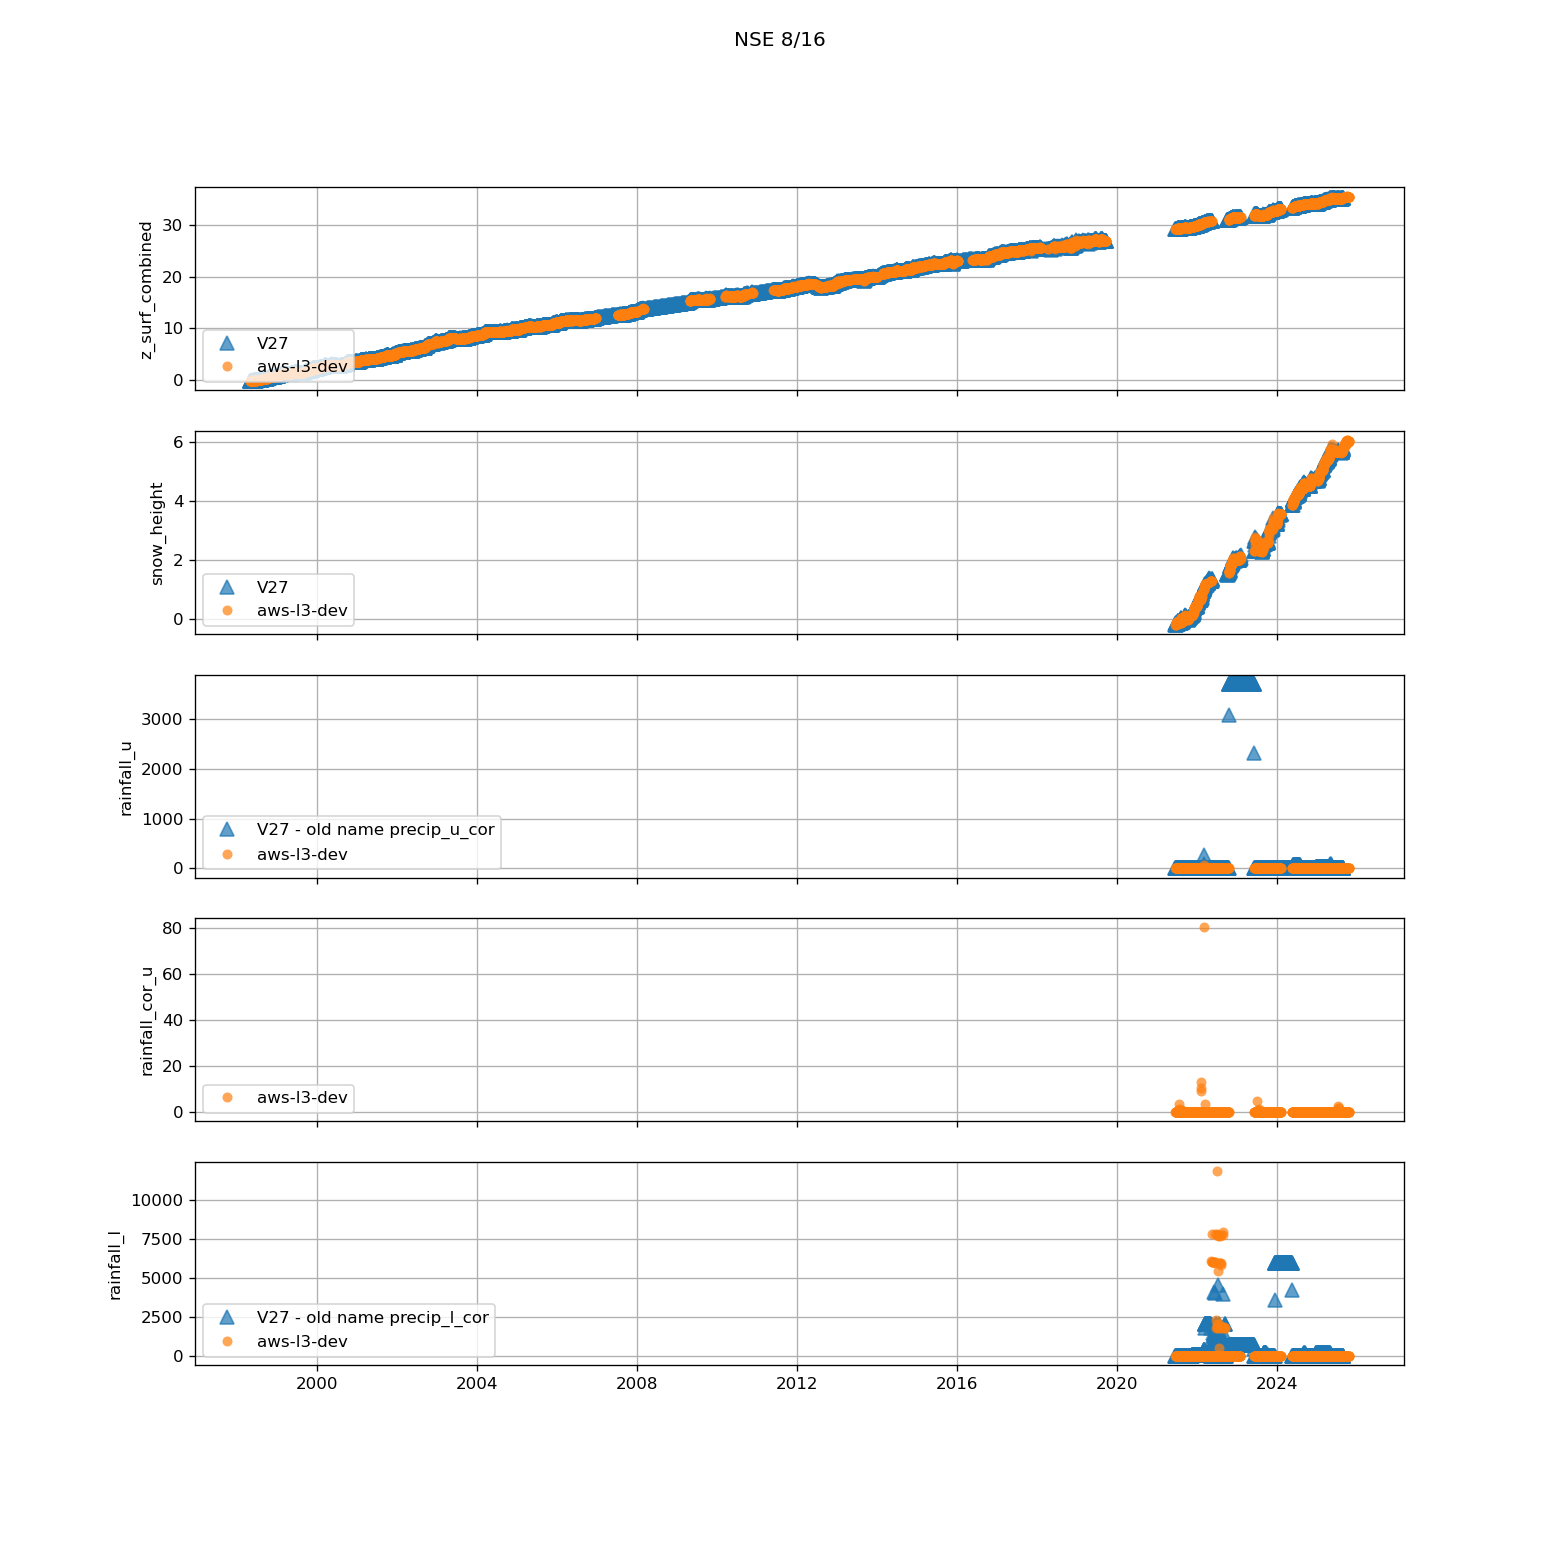 NSE 8/16
z_surf_combined
30
20
10
0
V27
aws-l3-dev
snow_height
6
4
2
0
V27
aws-l3-dev
rainfall_u
3000
2000
1000
0
V27 - old name precip_u_cor
aws-l3-dev
rainfall_cor_u
80
60
40
20
0
aws-l3-dev
rainfall_l
10000
7500
5000
2500
0
V27 - old name precip_l_cor
aws-l3-dev
2000 2004 2008 2012 2016 2020 2024